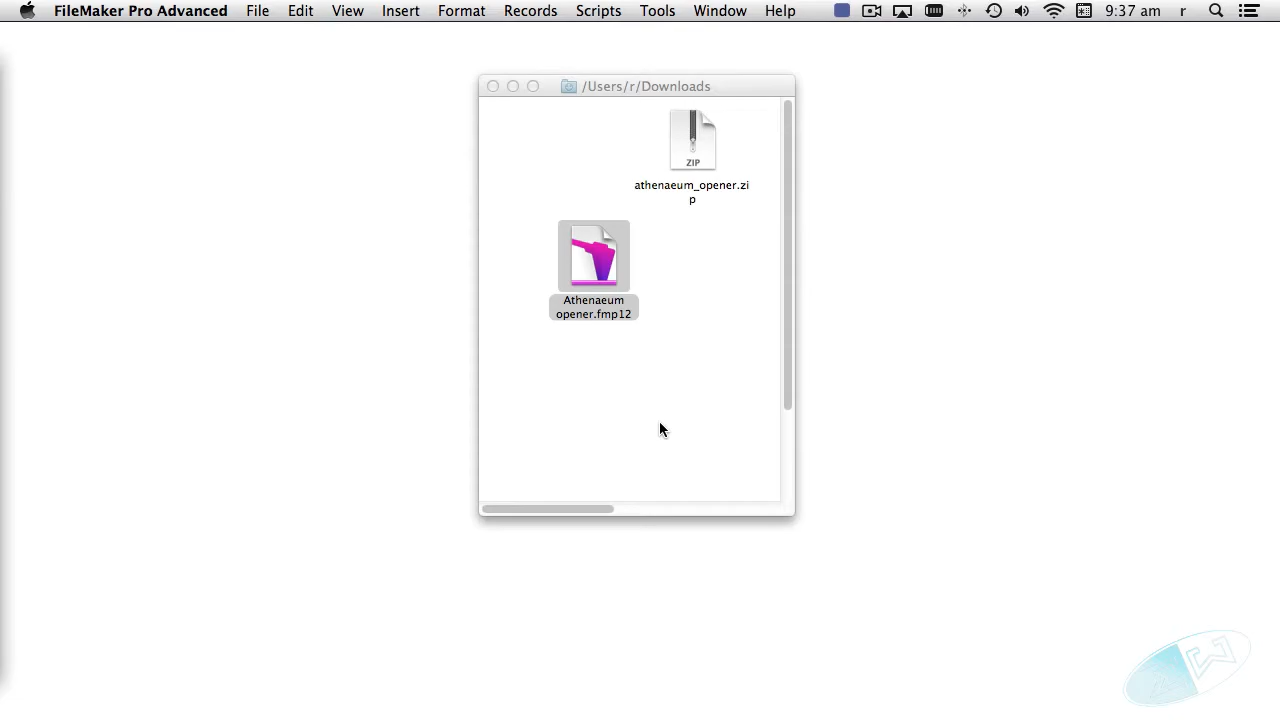 FileMaker Pro Advanced File Edit View Insert Format Records Scripts Tools Window Help 9:37 am r
/Users/r/Downloads
ZIP
athenaeum_opener.zi
p
Athenaeum
opener.fmp12